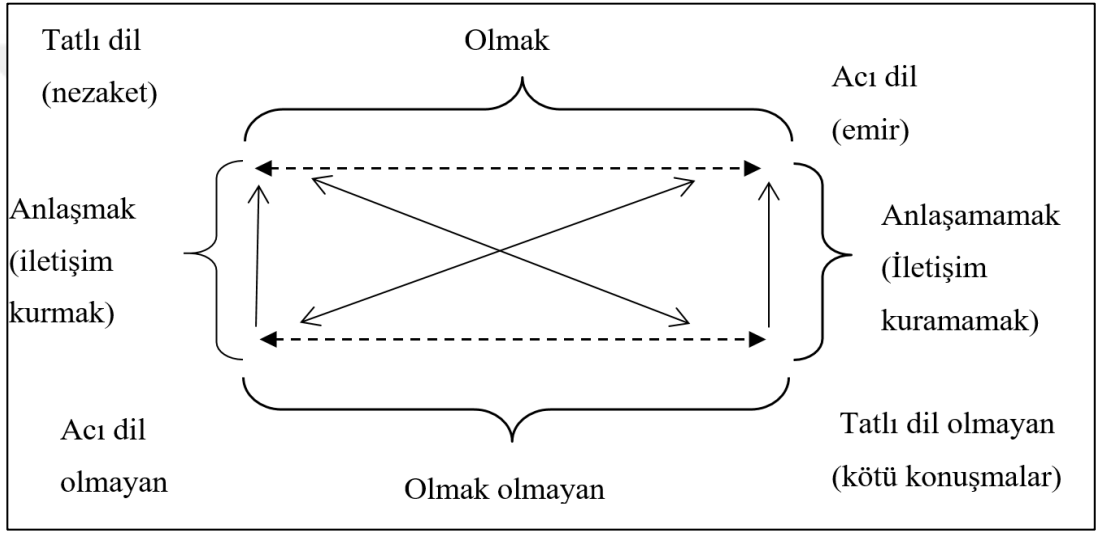 Tatlı dil
(nezaket)
Olmak
Acı dil
(emir)
Anlaşmak
(iletişim
kurmak)
Anlaşamamak
(İletişim
kuramamak)
Acı dil
olmayan
Olmak olmayan
Tatlı dil olmayan
(kötü konuşmalar)